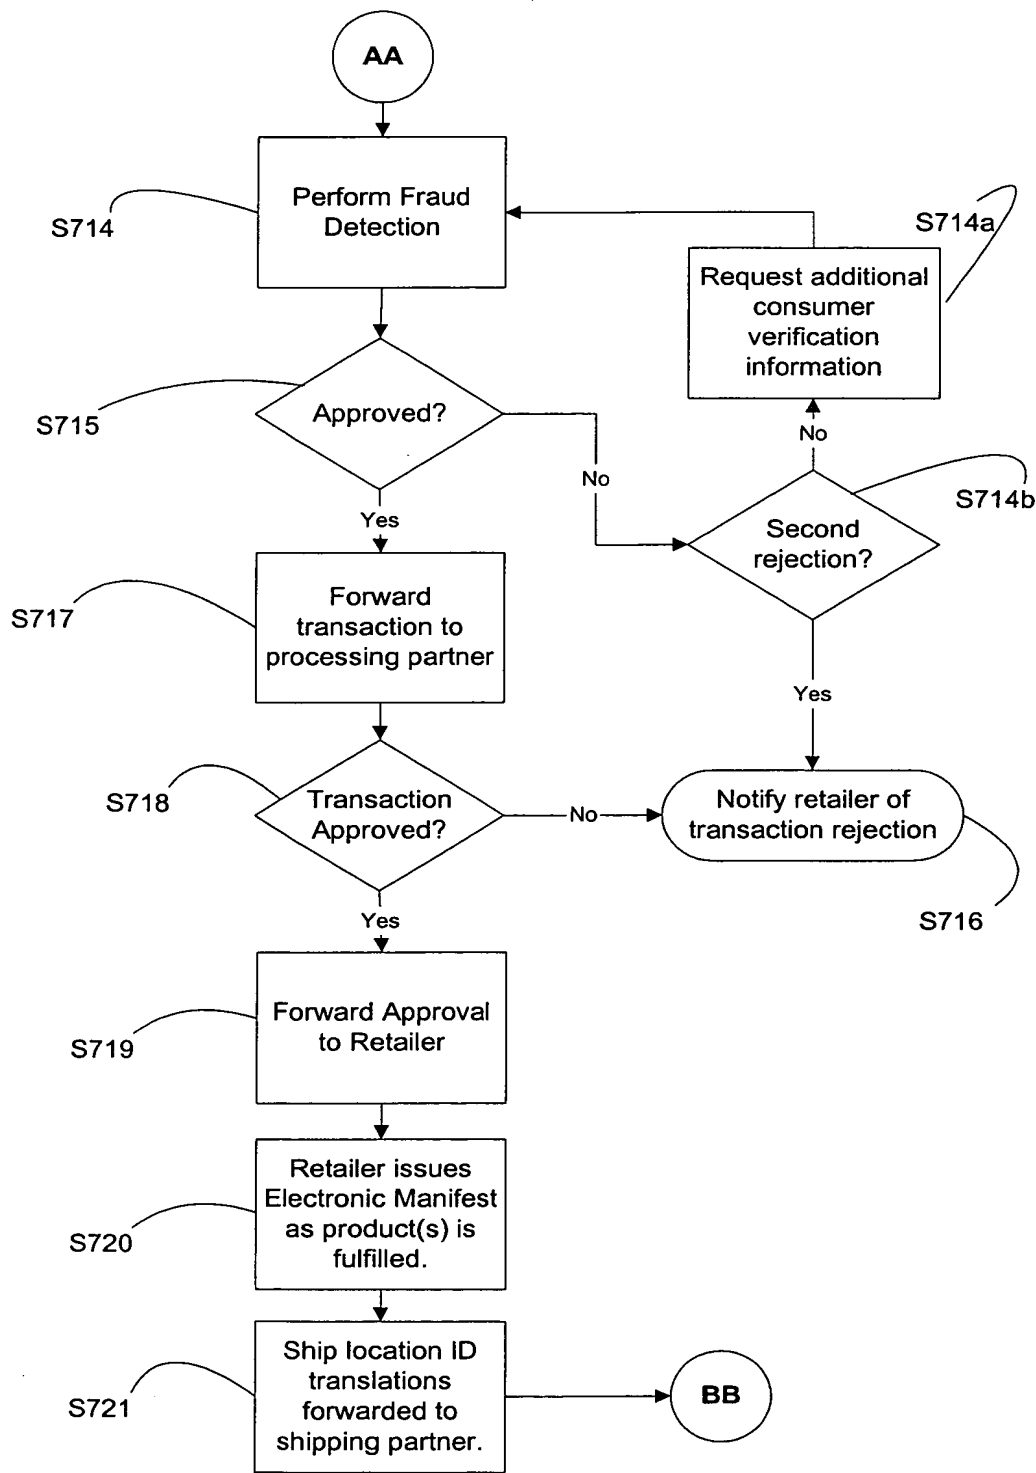 AA
Perform Fraud
Detection
S714
S714a
Request additional
consumer
verification
information
Approved?
S715
No
No
S714b
Second
rejection?
Yes
Forward
transaction to
processing partner
S717
Yes
Transaction
Approved?
S718
No
Notify retailer of
transaction rejection
S716
Yes
Forward Approval
to Retailer
S719
Retailer issues
Electronic Manifest
as product(s) is
fulfilled.
S720
Ship location ID
translations
forwarded to
shipping partner.
S721
BB